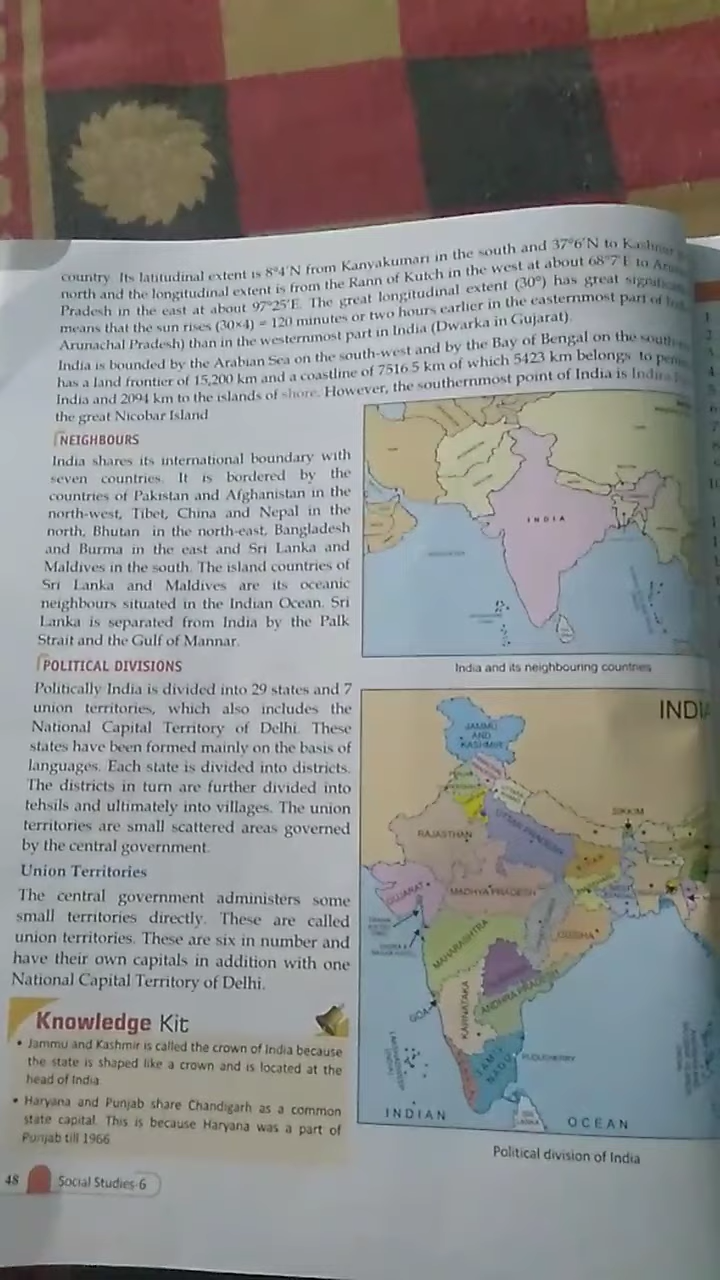 country. Its latitudinal extent is 8°4'N from Kanyakumari in the south and 37°6'N to Kashmir
north and the longitudinal extent is from the Rann of Kutch in the west at about 68°7'E to
Pradesh in the east at about 97°25'E. The great longitudinal extent (30°) has great
means that the sun rises (30×4) = 120 minutes or two hours earlier in the easternmost part of
Arunachal Pradesh) than in the westernmost part in India (Dwarka in Gujarat).
India is bounded by the Arabian Sea on the south-west and by the Bay of Bengal on the
has a land frontier of 15,200 km and a coastline of 7516.5 km of which 5423 km belongs to
India and 2094 km to the islands of shore. However, the southernmost point of India is
the great Nicobar Island
NEIGHBOURS
India shares its international boundary with
seven countries. It is bordered by the
countries of Pakistan and Afghanistan in the
north-west, Tibet, China and Nepal in the
north, Bhutan in the north-east, Bangladesh
and Burma in the east and Sri Lanka and
Maldives in the south. The island countries of
Sri Lanka and Maldives are its oceanic
neighbours situated in the Indian Ocean. Sri
Lanka is separated from India by the Palk
Strait and the Gulf of Mannar.
INDIA
India and its neighbouring countries
POLITICAL DIVISIONS
Politically India is divided into 29 states and 7
union territories, which also includes the
National Capital Territory of Delhi. These
states have been formed mainly on the basis of
languages. Each state is divided into districts.
The districts in turn are further divided into
tehsils and ultimately into villages. The union
territories are small scattered areas governed
by the central government.
Union Territories
The central government administers some
small territories directly. These are called
union territories. These are six in number and
have their own capitals in addition with one
National Capital Territory of Delhi.
Knowledge Kit
• Jammu and Kashmir is called the crown of India because
the state is shaped like a crown and is located at the
head of India
• Haryana and Punjab share Chandigarh as a common
state capital. This is because Haryana was a part of
Punjab till 1966
JAMMU
AND
KASHMIR
SIKKIM
RAJASTHAN
UTTAR PRADESH
GUJARAT
MADHYA PRADESH
MAHARASHTRA
ODISHA
GOA
KARNATAKA
ANDHRA PRADESH
TAMIL
NADU
PUDUCHERRY
SRI
LANKA
INDIAN OCEAN
Political division of India
48 Social Studies-6